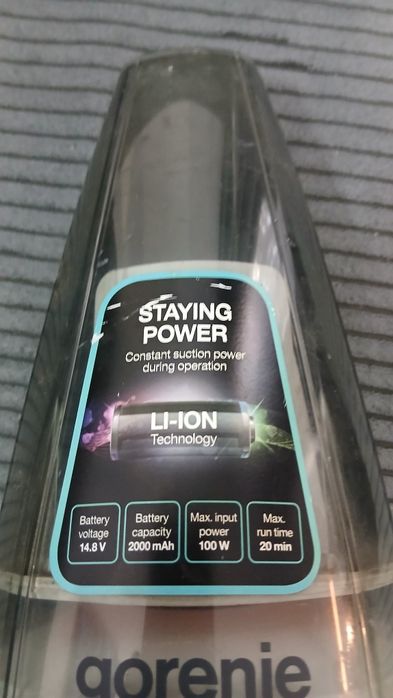 STAYING
POWER
Constant suction power
during operation
LI-ION
Technology
Battery
voltage
14.8 V
Battery
capacity
2000 mAh
Max. input
power
100 W
Max.
run time
20 min
gorenje